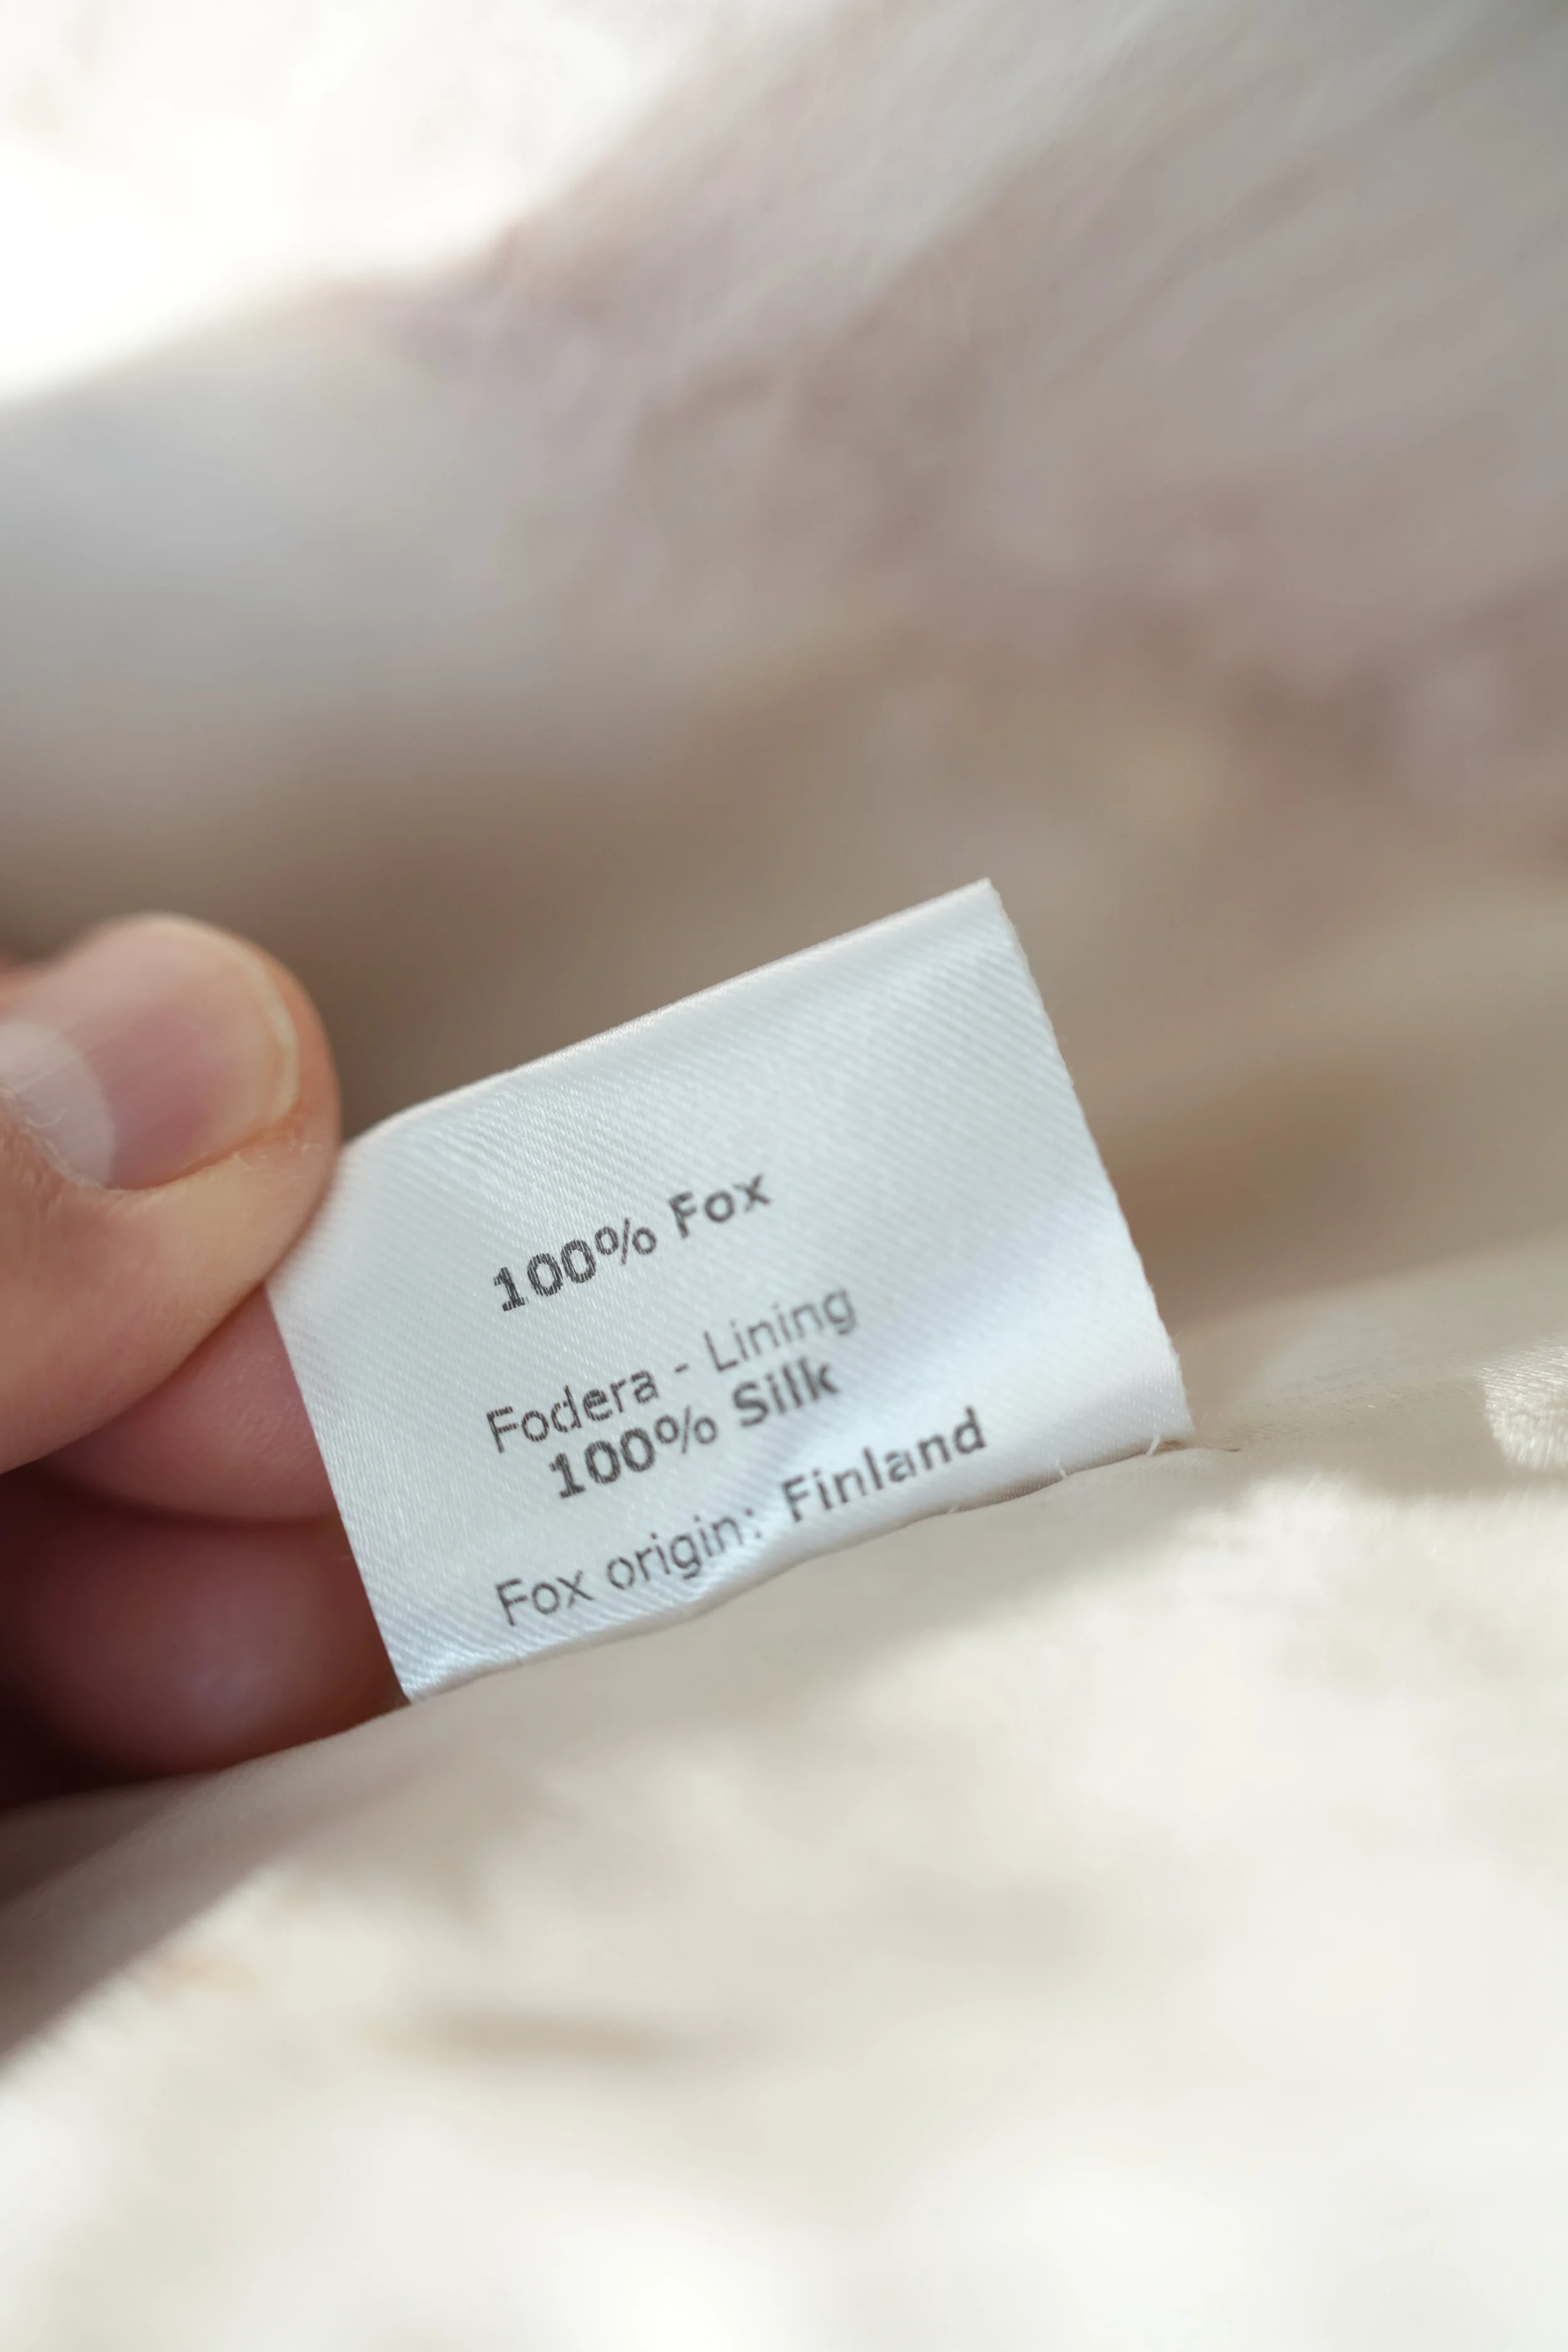 100% Fox
Fodera - Lining
100% Silk
Fox origin: Finland